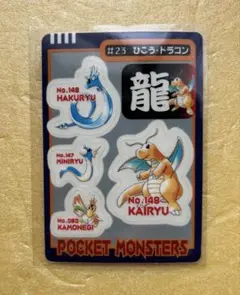 #23 ひこう・ドラゴン
No.148
HAKURYU
龍
No.147
MINIRYU
No.083
KAMONEGI
No.149
KAIRYU
POCKET MONSTERS